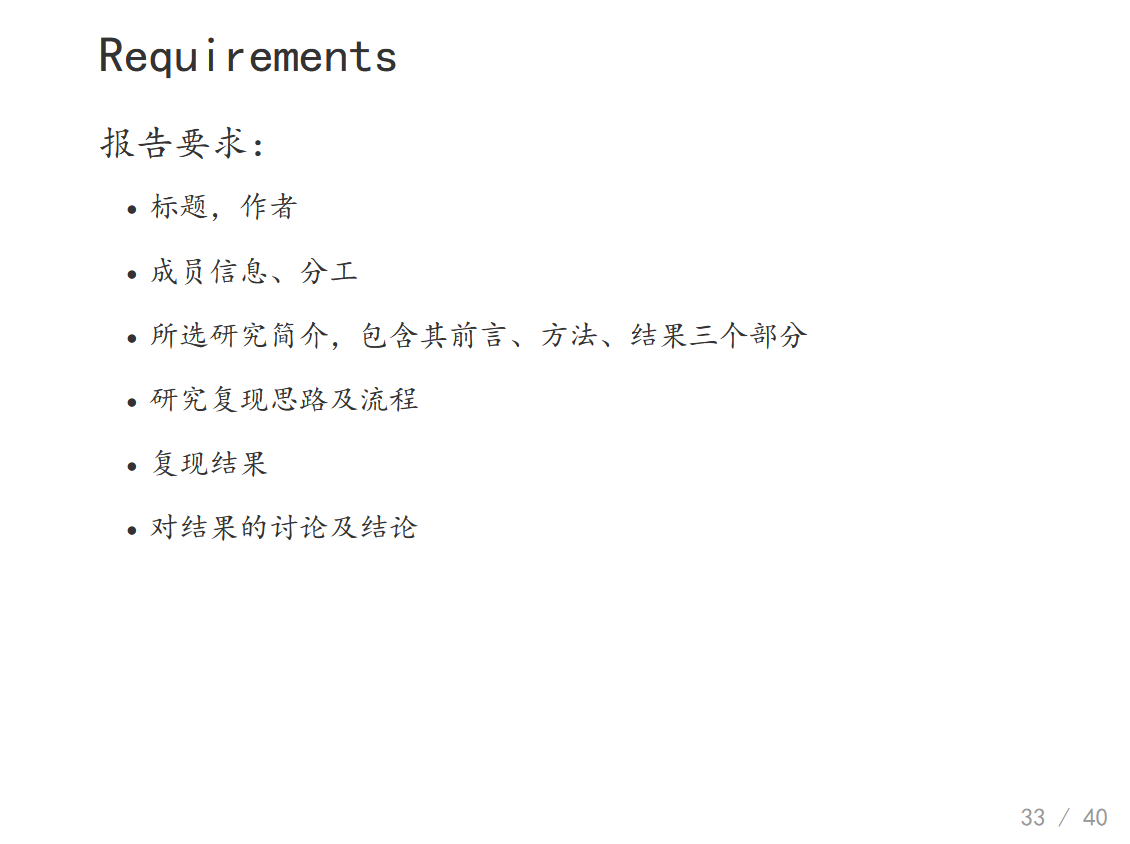 Requirements
报告要求：
• 标题，作者
• 成员信息、分工
• 所选研究简介，包含其前言、方法、结果三个部分
• 研究复现思路及流程
• 复现结果
• 对结果的讨论及结论
33 / 40